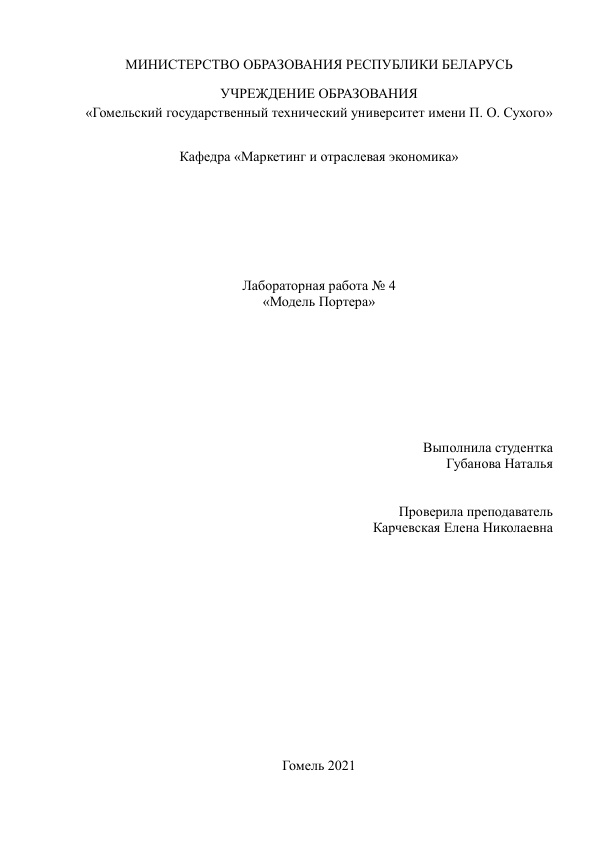 МИНИСТЕРСТВО ОБРАЗОВАНИЯ РЕСПУБЛИКИ БЕЛАРУСЬ
УЧРЕЖДЕНИЕ ОБРАЗОВАНИЯ
«Гомельский государственный технический университет имени П. О. Сухого»
Кафедра «Маркетинг и отраслевая экономика»
Лабораторная работа № 4
«Модель Портера»
Выполнила студентка
Губанова Наталья
Проверила преподаватель
Карчевская Елена Николаевна
Гомель 2021